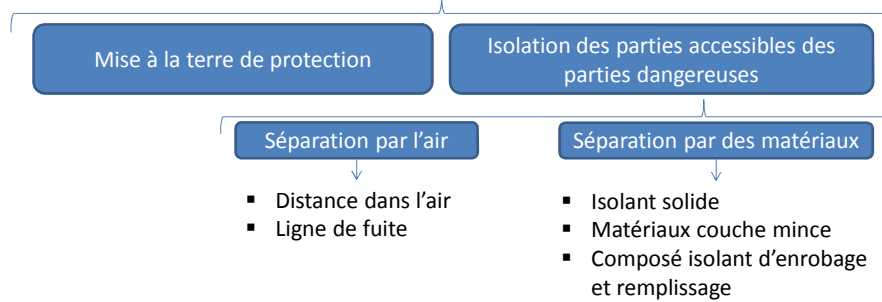 Mise à la terre de protection
Isolation des parties accessibles des
parties dangereuses
Séparation par l’air
Séparation par des matériaux
▪ Distance dans l’air
▪ Ligne de fuite
▪ Isolant solide
▪ Matériaux couche mince
▪ Composé isolant d’enrobage
et remplissage